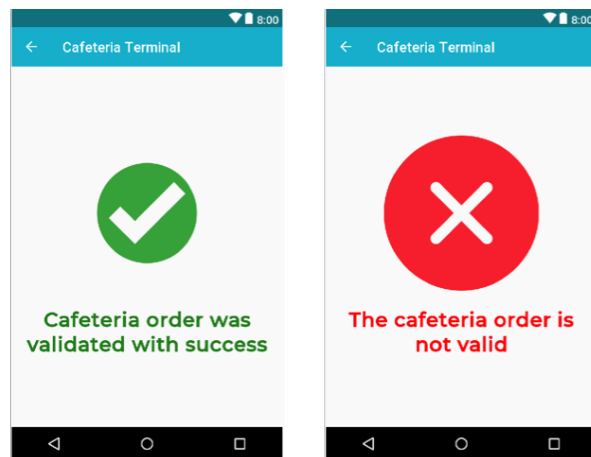 8:00
Cafeteria Terminal
Cafeteria order was
validated with success
8:00
Cafeteria Terminal
The cafeteria order is
not valid